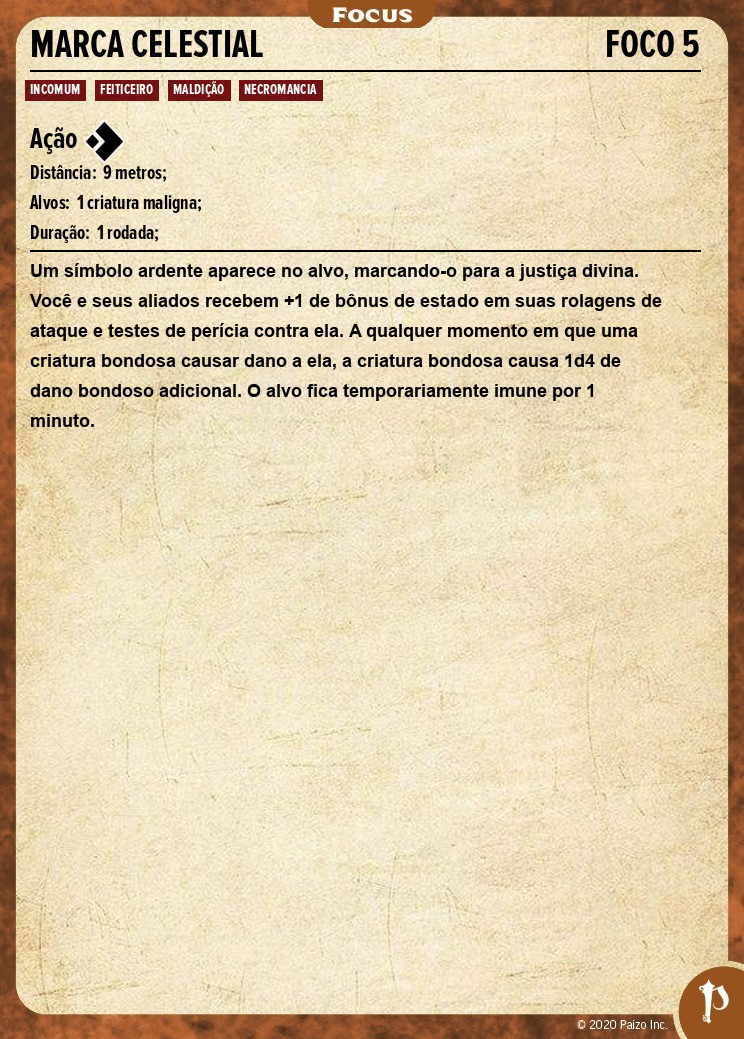 Focus
MARCA CELESTIAL FOCO 5
INCOMUM FEITICEIRO MALDIÇÃO NECROMANCIA
Ação
Distância: 9 metros;
Alvos: 1 criatura maligna;
Duração: 1 rodada;
Um símbolo ardente aparece no alvo, marcando-o para a justiça divina.
Você e seus aliados recebem +1 de bônus de estado em suas rolagens de
ataque e testes de perícia contra ela. A qualquer momento em que uma
criatura bondosa causar dano a ela, a criatura bondosa causa 1d4 de
dano bondoso adicional. O alvo fica temporariamente imune por 1
minuto.
© 2020 Paizo Inc.